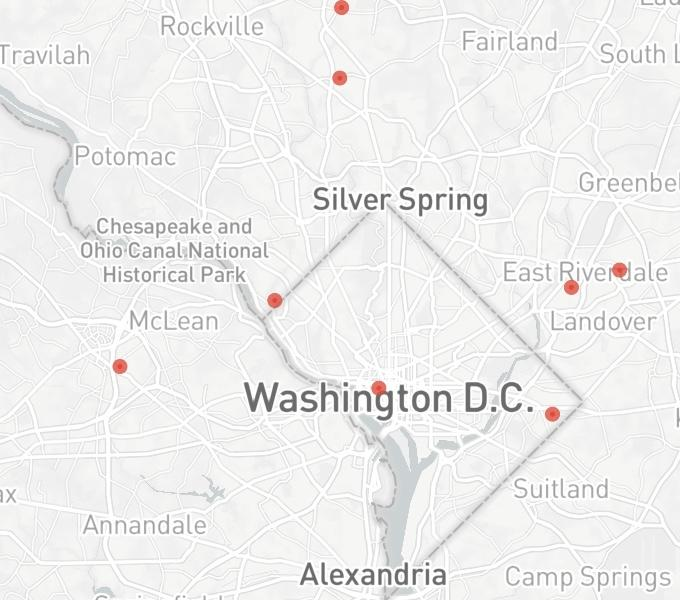 Rockville
Travilah
Fairland
South L
Potomac
Silver Spring
Greenbel
Chesapeake and
Ohio Canal National
Historical Park
East Riverdale
McLean
Landover
Washington D.C.
Suitland
Annandale
Alexandria
Camp Springs